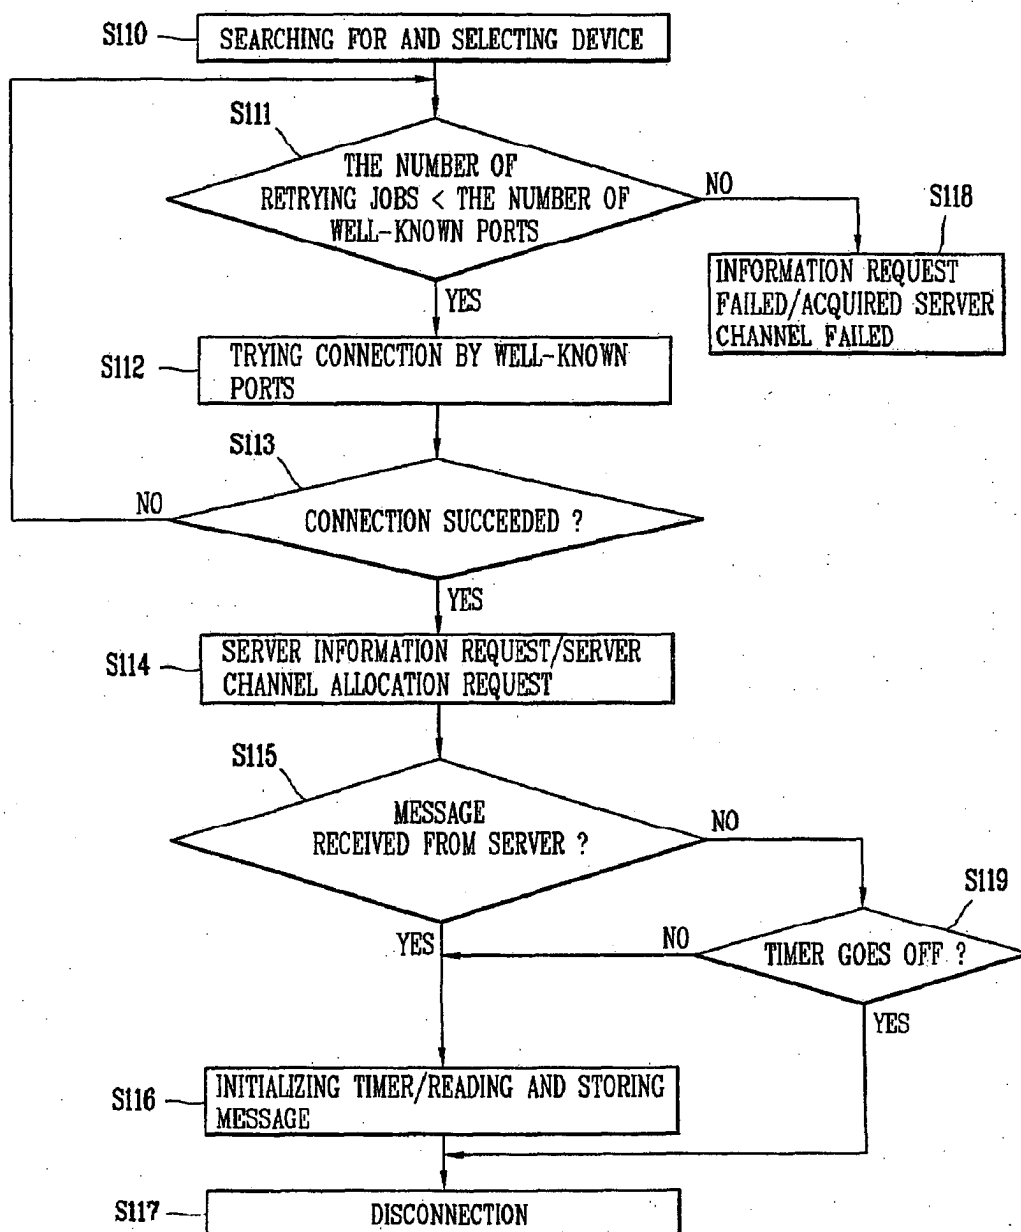 S110
SEARCHING FOR AND SELECTING DEVICE
S111
THE NUMBER OF
RETRYING JOBS < THE NUMBER OF
WELL-KNOWN PORTS
NO
S118
INFORMATION REQUEST
FAILED/ACQUIRED SERVER
CHANNEL FAILED
YES
S112
TRYING CONNECTION BY WELL-KNOWN
PORTS
S113
NO
CONNECTION SUCCEEDED ?
YES
S114
SERVER INFORMATION REQUEST/SERVER
CHANNEL ALLOCATION REQUEST
S115
MESSAGE
RECEIVED FROM SERVER ?
NO
S119
YES
NO
TIMER GOES OFF ?
YES
S116
INITIALIZING TIMER/READING AND STORING
MESSAGE
S117
DISCONNECTION